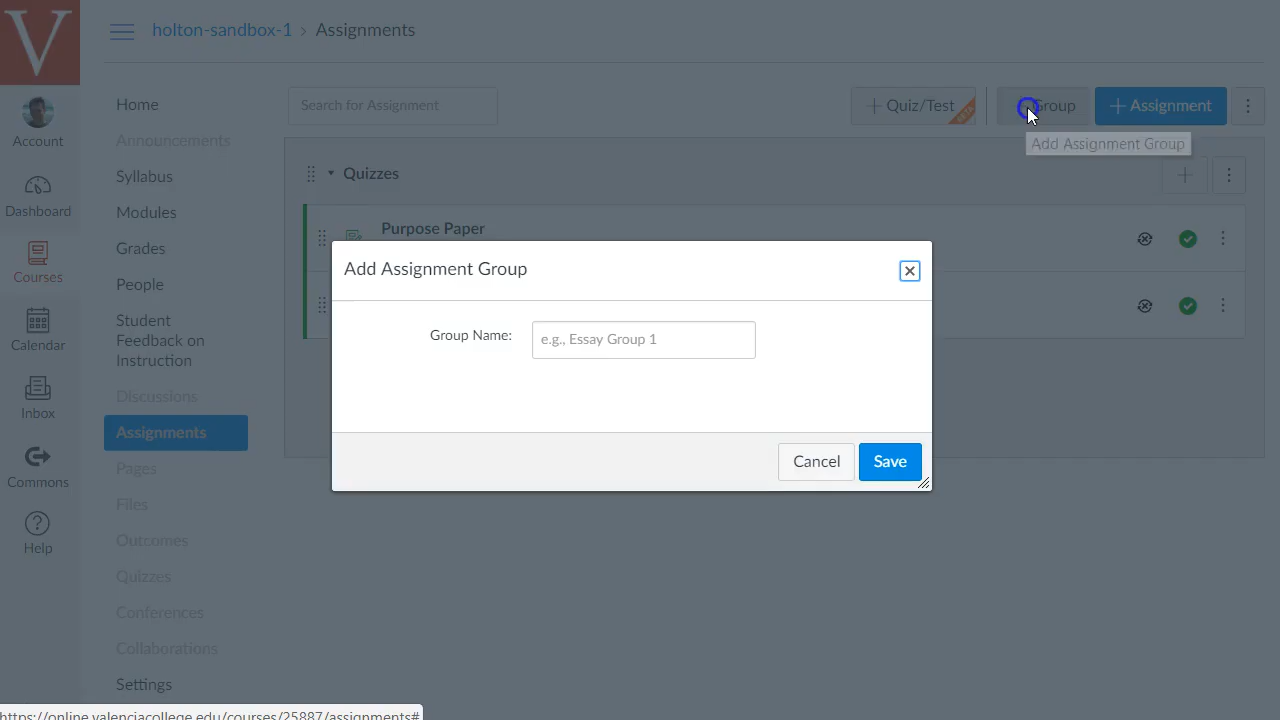 V
holton-sandbox-1 › Assignments
Account
Dashboard
Courses
Calendar
Inbox
Commons
Help
Home
Announcements
Syllabus
Modules
Grades
People
Student
Feedback on
Instruction
Discussions
Assignments
Pages
Files
Outcomes
Quizzes
Conferences
Collaborations
Settings
Search for Assignment
+ Quiz/Test
BETA
Group
+ Assignment
Add Assignment Group
Quizzes
Purpose Paper
Add Assignment Group
Group Name:
e.g., Essay Group 1
Cancel
Save
https://online.valenciacollege.edu/courses/25887/assignments#